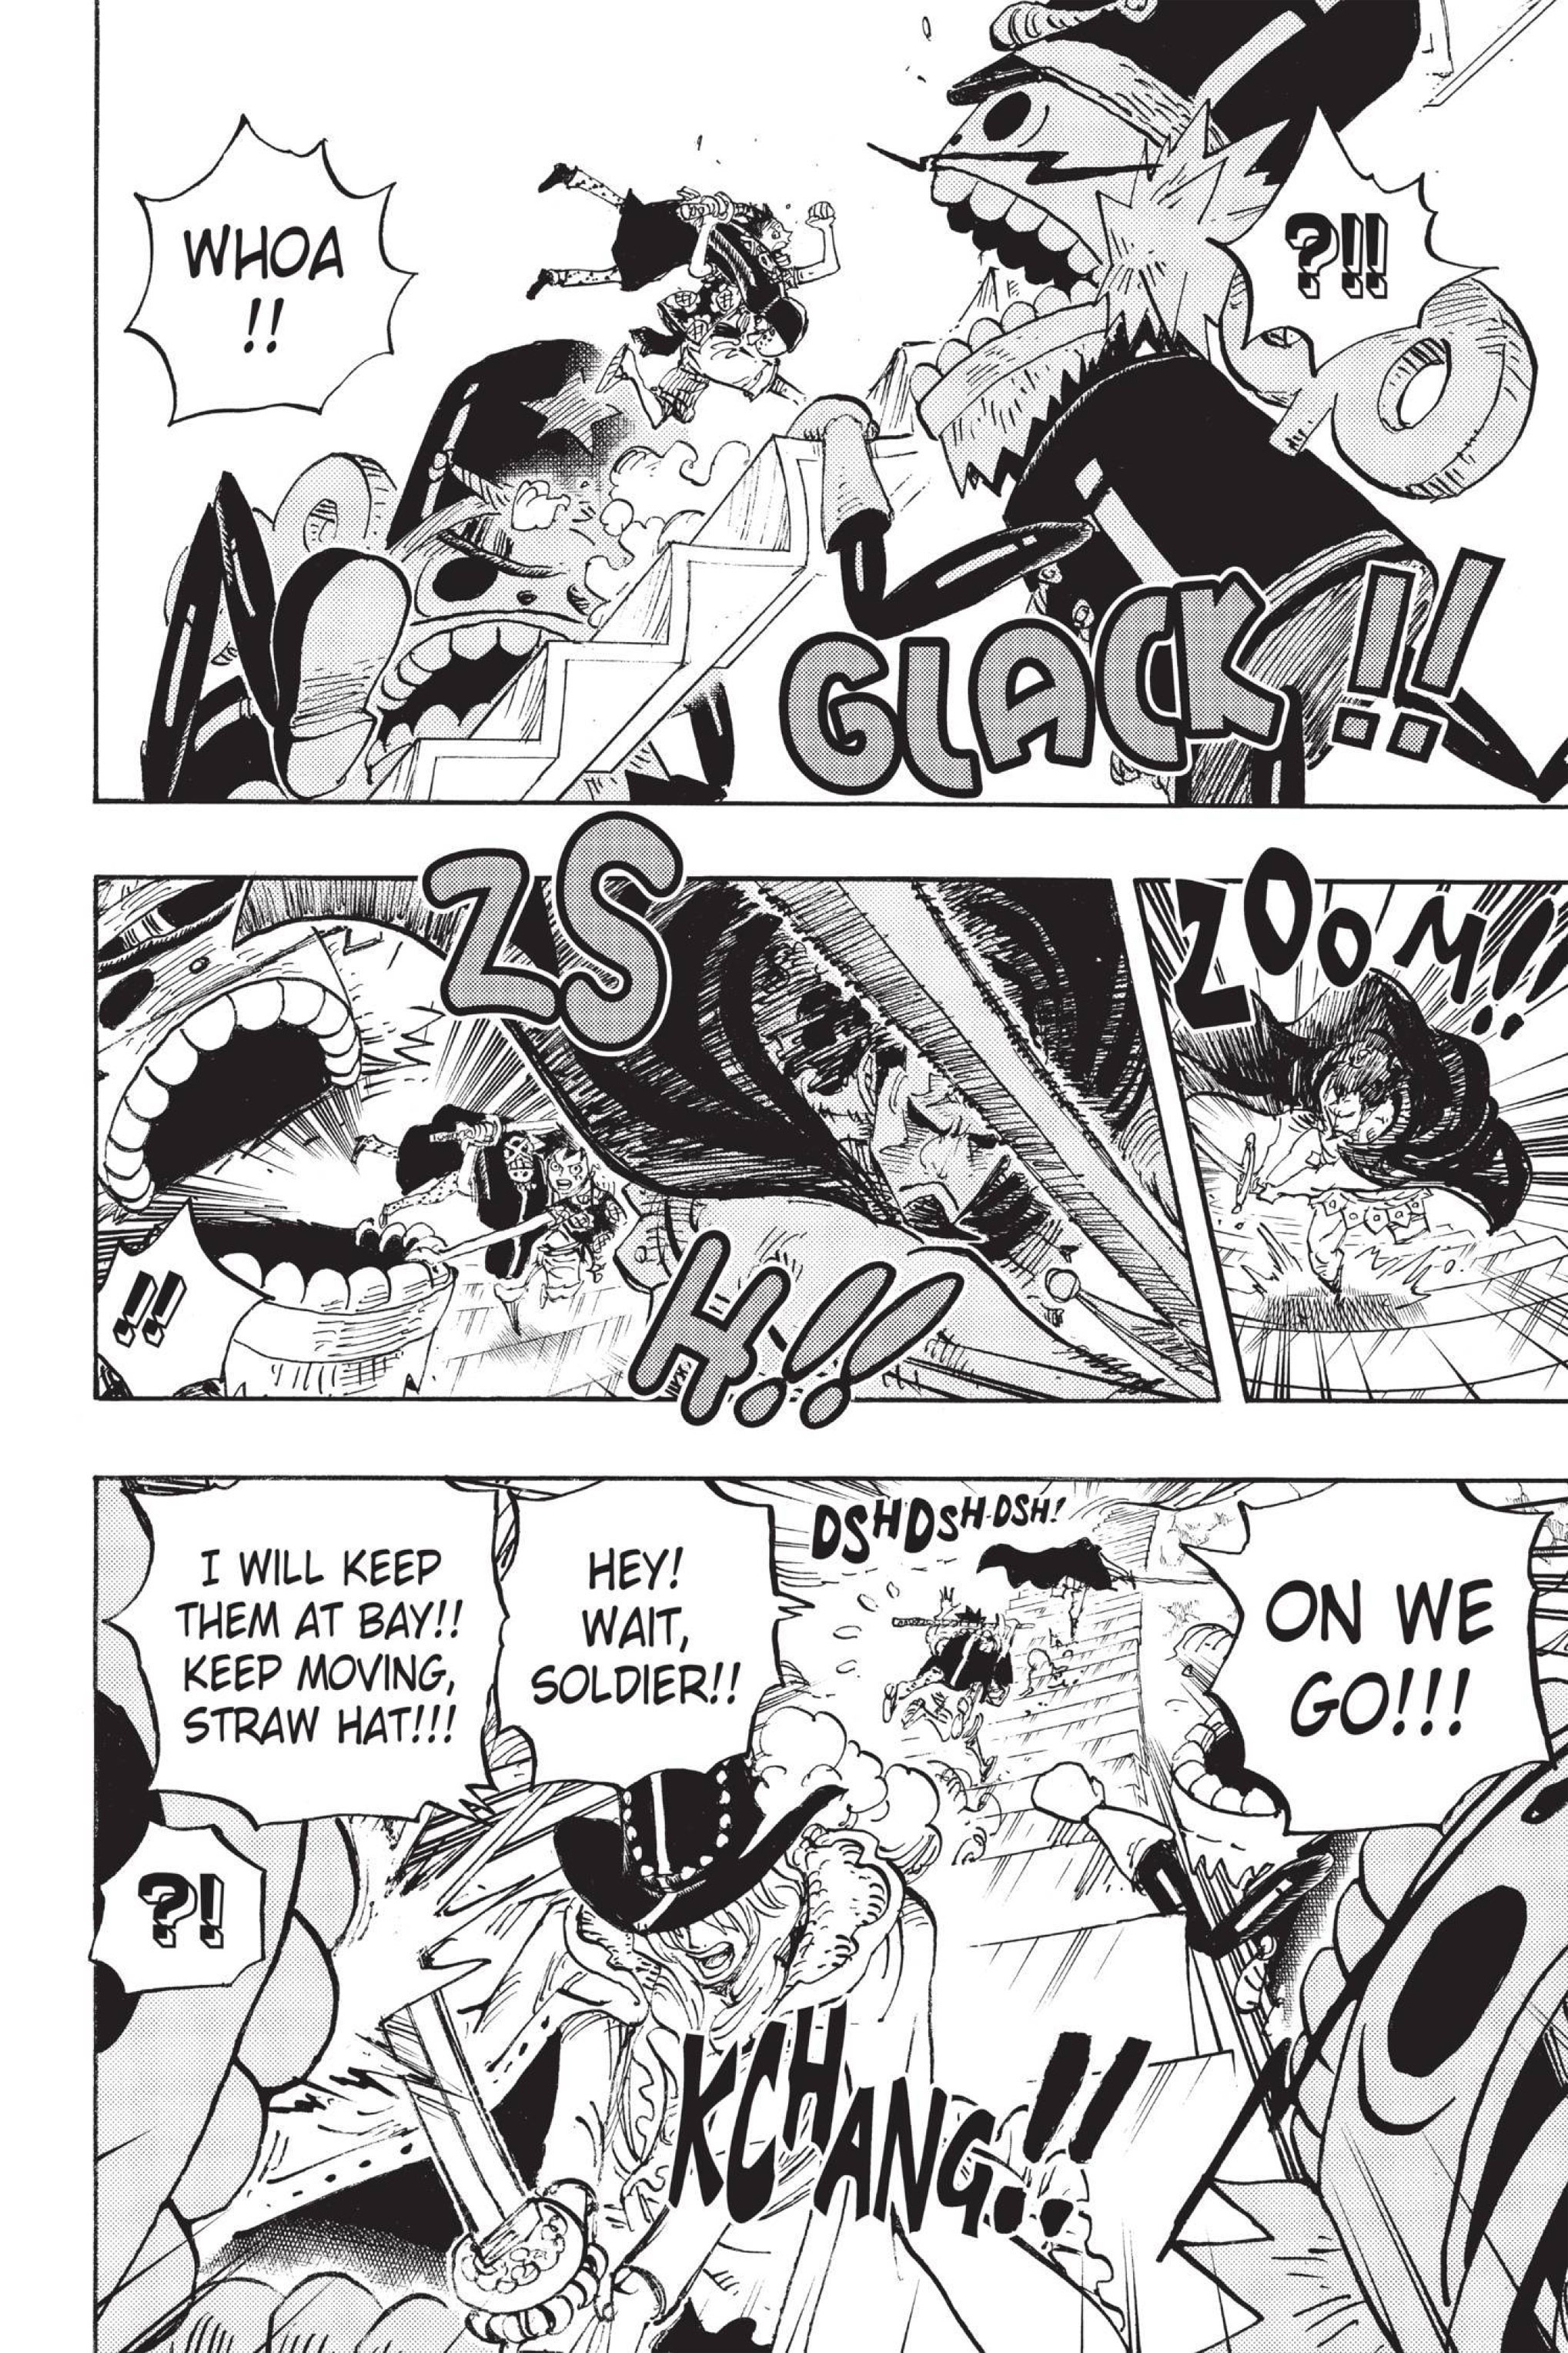 ?!!
WHOA
!!
GLACK!!
ZOOM!!
ZS
H!!
!!
ON WE
GO!!!
DSHDSH-DSH!
HEY!
WAIT,
SOLDIER!!
I WILL KEEP
THEM AT BAY!!
KEEP MOVING,
STRAW HAT!!!
?!
KCHANG!!